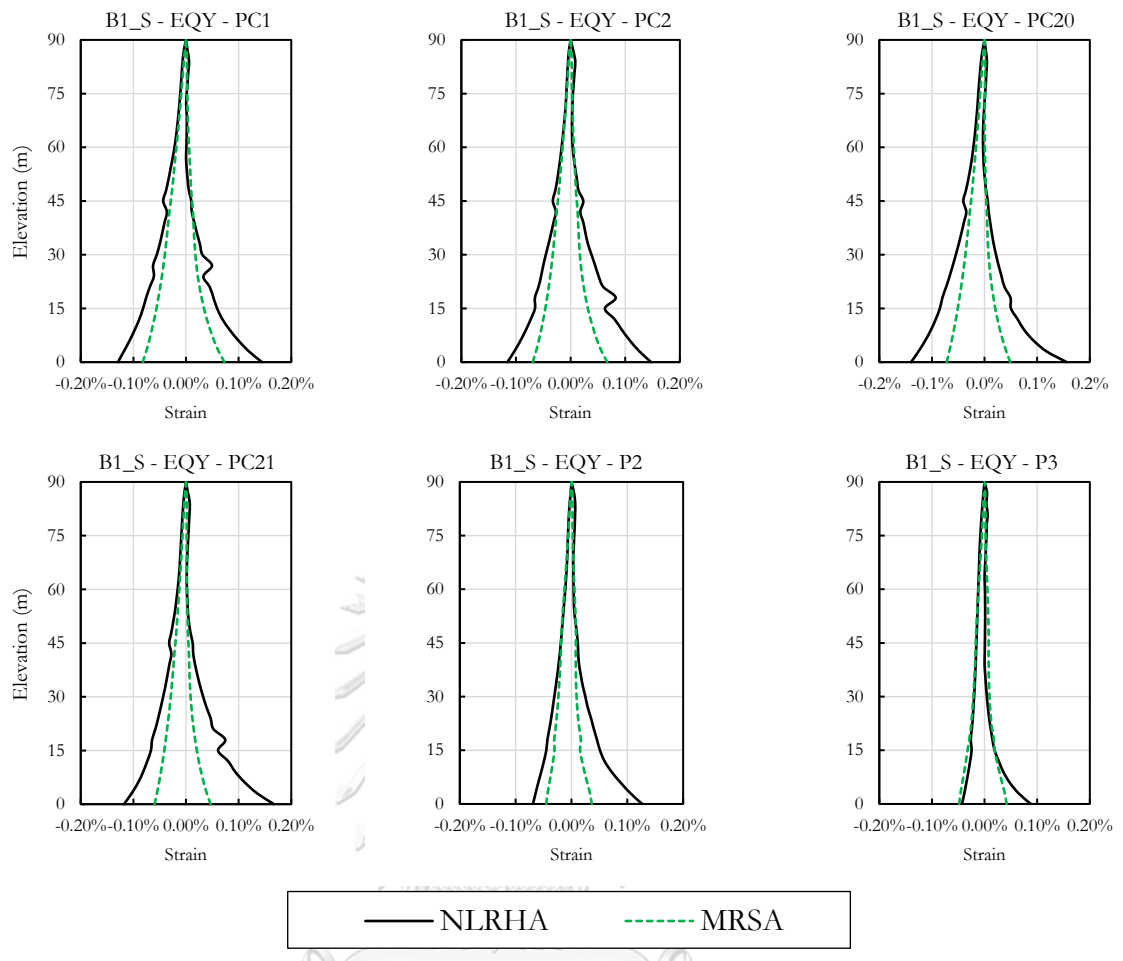 B1_S - EQY - PC1
B1_S - EQY - PC2
B1_S - EQY - PC20
Elevation (m)
90
75
60
45
30
15
0
-0.20% -0.10% 0.00% 0.10% 0.20%
Strain
90
75
60
45
30
15
0
-0.20% -0.10% 0.00% 0.10% 0.20%
Strain
90
75
60
45
30
15
0
-0.2% -0.1% 0.0% 0.1% 0.2%
Strain
B1_S - EQY - PC21
B1_S - EQY - P2
B1_S - EQY - P3
Elevation (m)
90
75
60
45
30
15
0
-0.20% -0.10% 0.00% 0.10% 0.20%
Strain
90
75
60
45
30
15
0
-0.20% -0.10% 0.00% 0.10% 0.20%
Strain
90
75
60
45
30
15
0
-0.20% -0.10% 0.00% 0.10% 0.20%
Strain
NLRHA
MRSA